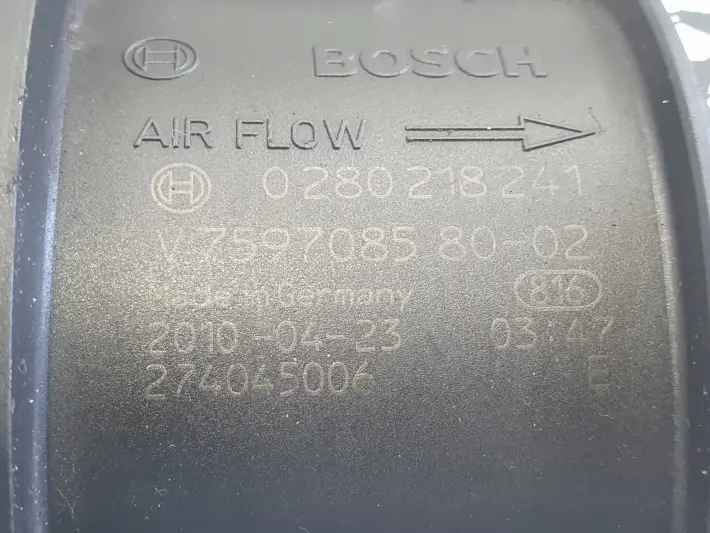 BOSCH
AIR FLOW
0 280 218 241
V 7597085 80-02
Made in Germany 816
2010-04-23 03:47
274045006 E